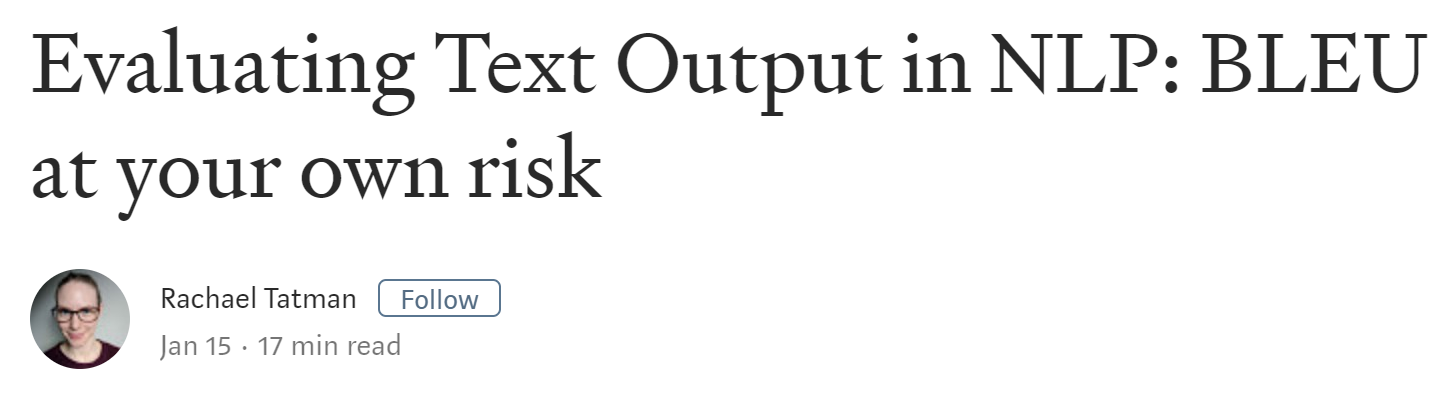 Evaluating Text Output in NLP: BLEU
at your own risk
Rachael Tatman Follow
Jan 15 · 17 min read